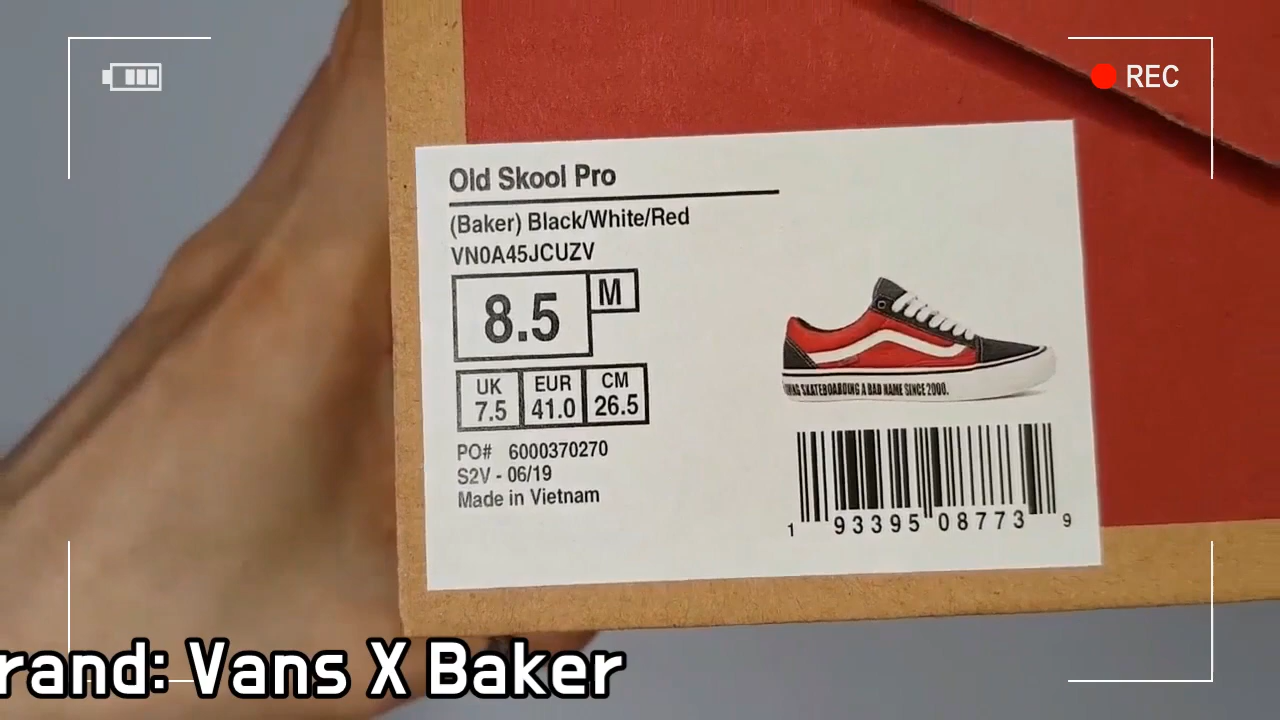 REC
Old Skool Pro
(Baker) Black/White/Red
VN0A45JCUZV
8.5
M
UK
7.5
EUR
41.0
CM
26.5
PO# 6000370270
S2V - 06/19
Made in Vietnam
SKATEBOARDING A BAD NAME SINCE 2000.
1 93395 08773 9
rand: Vans X Baker